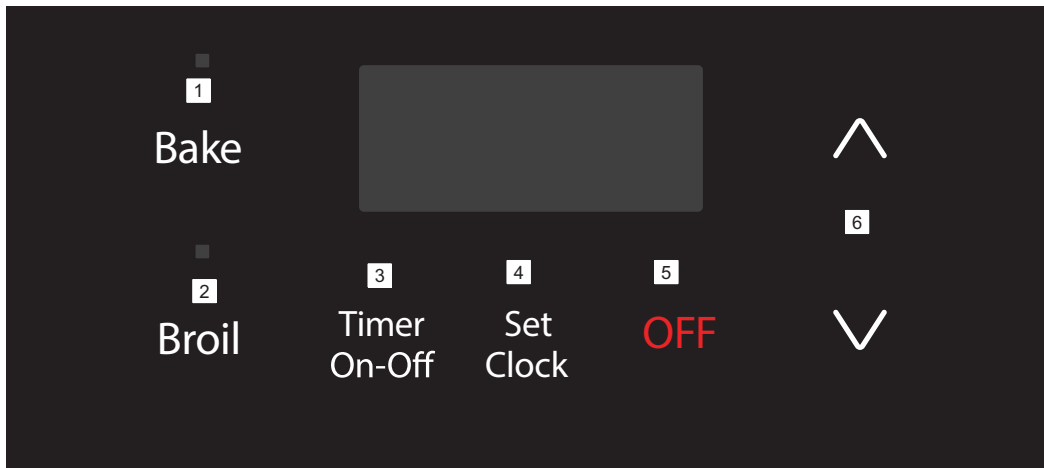 1
Bake
2
Broil
3
Timer
On-Off
4
Set
Clock
5
OFF
6